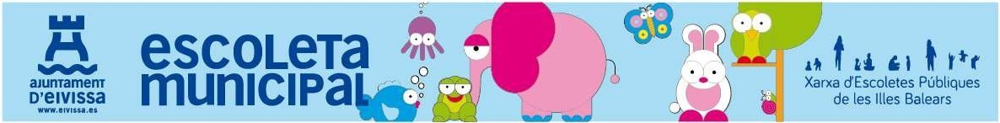 AJUNTAMENT
D'EIVISSA
www.eivissa.es
escoleta
municipal
Xarxa d'Escoletes Públiques
de les Illes Balears